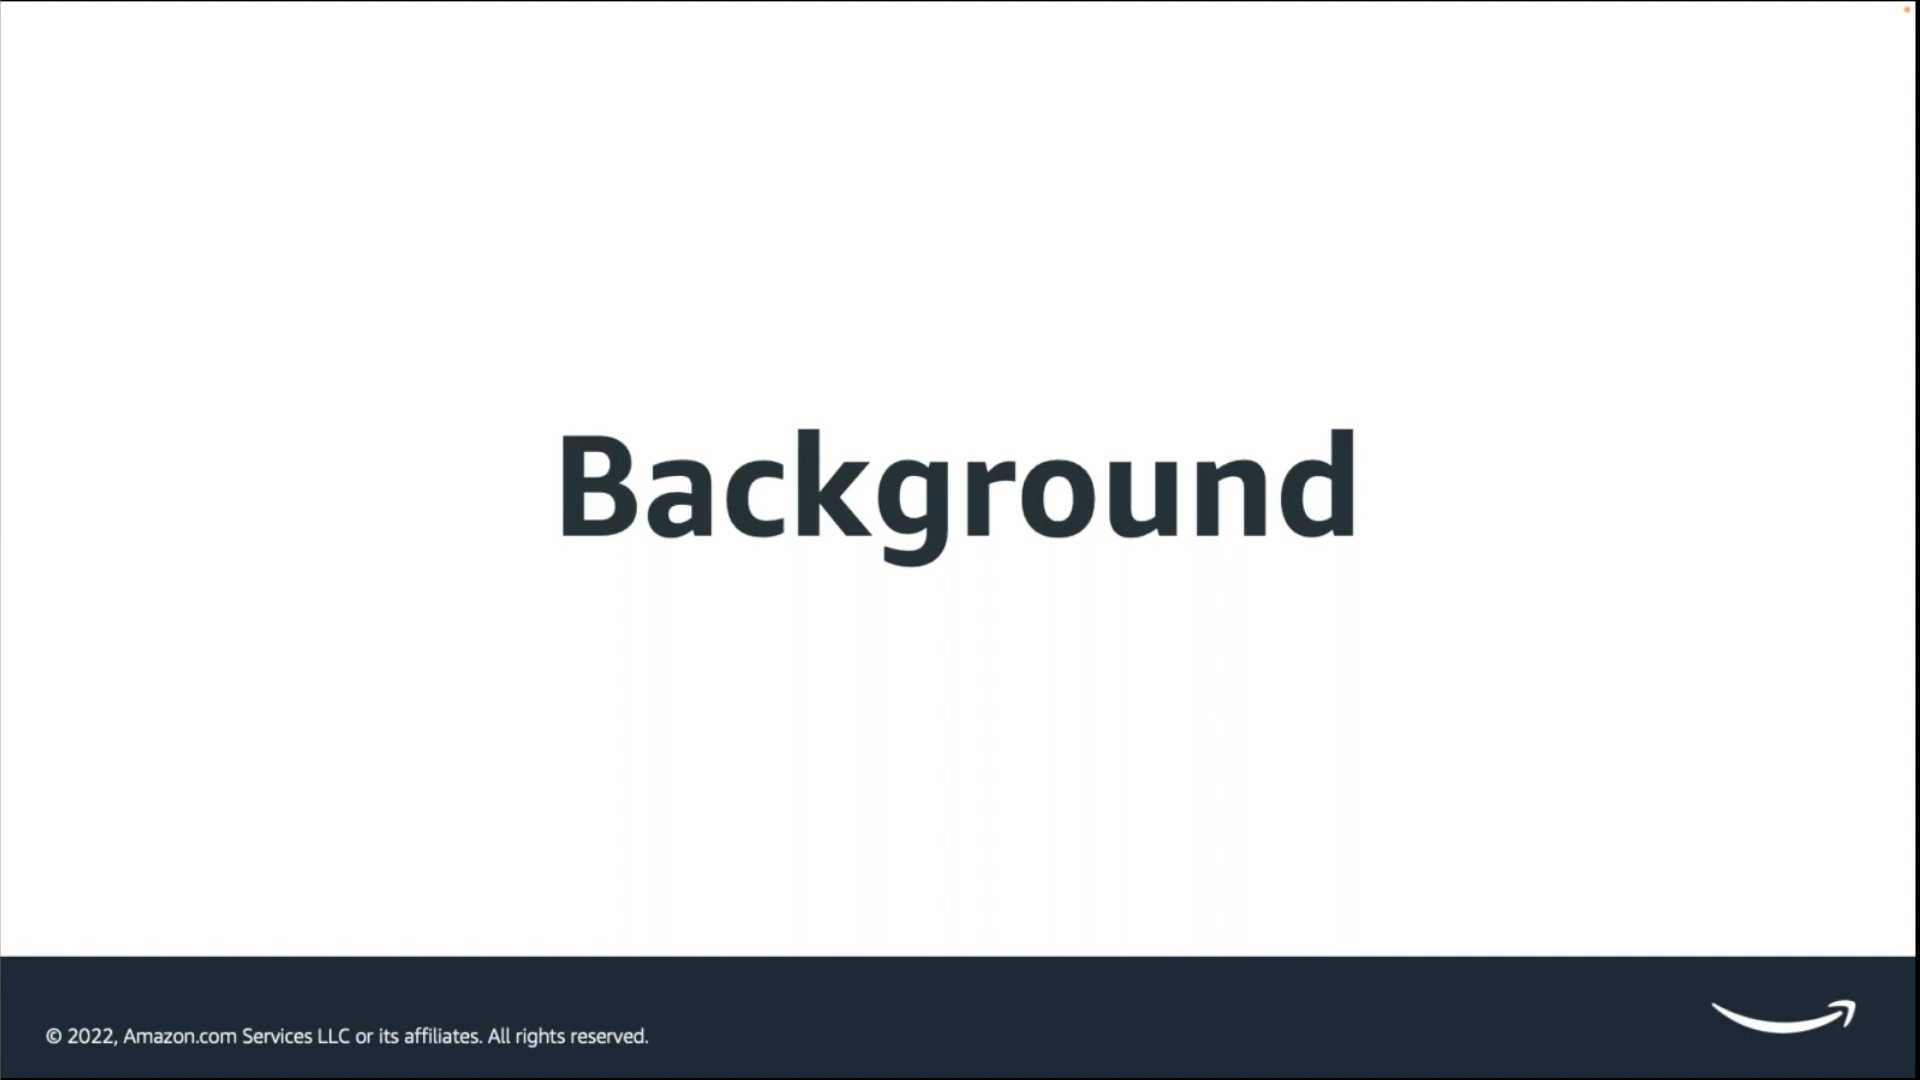 Background
© 2022, Amazon.com Services LLC or its affiliates. All rights reserved.